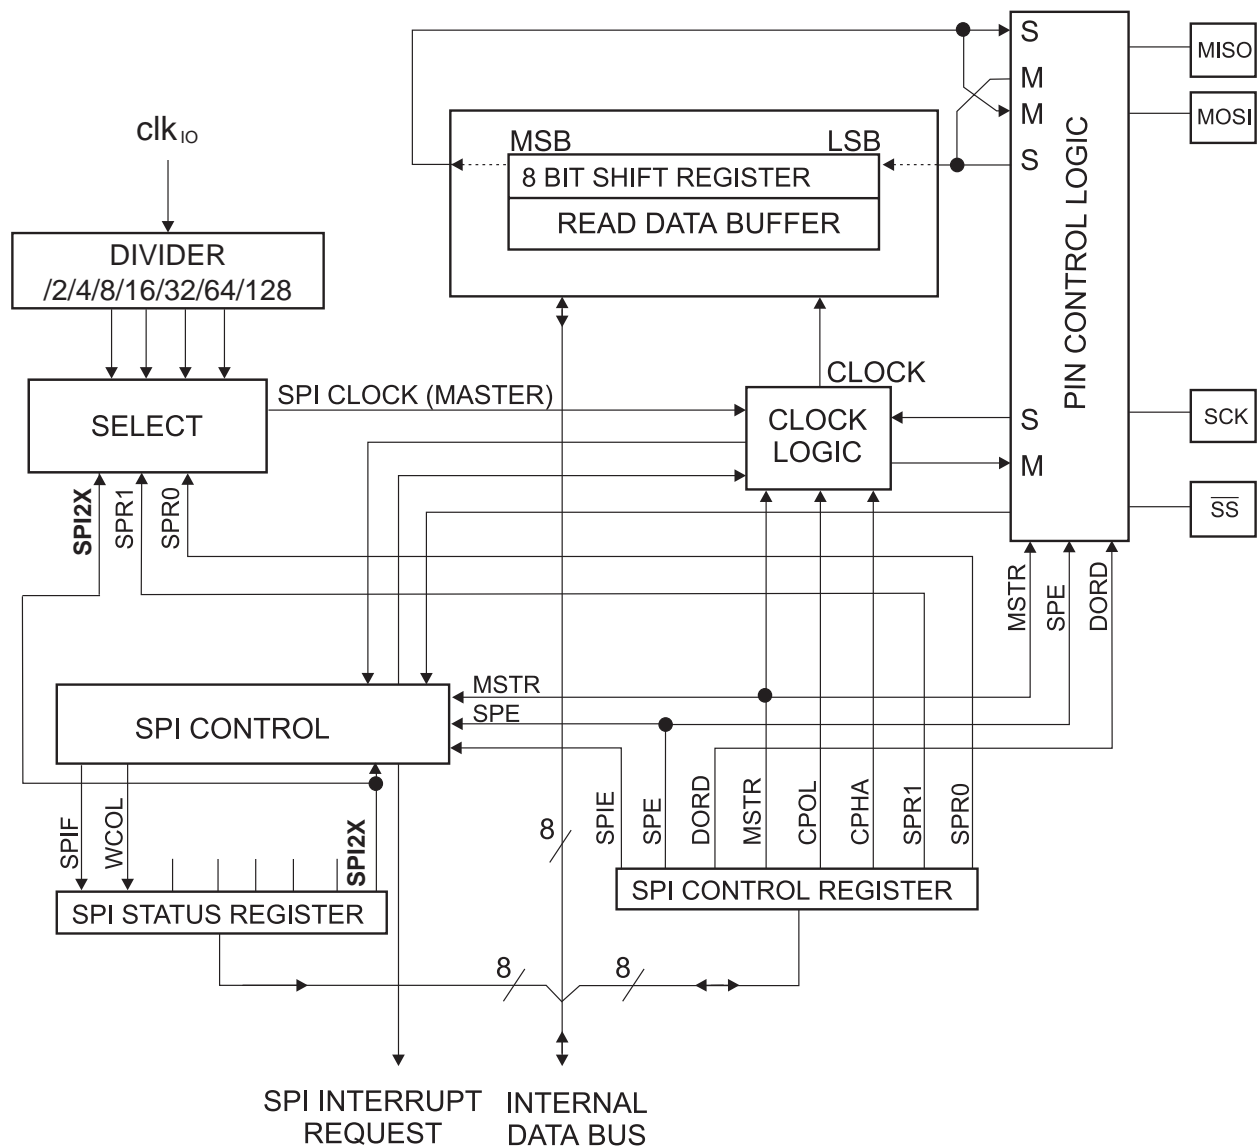 S
MISO
M
M
MOSI
S
PIN CONTROL LOGIC
clk IO
MSB
LSB
8 BIT SHIFT REGISTER
READ DATA BUFFER
DIVIDER
/2/4/8/16/32/64/128
SELECT
SPI CLOCK (MASTER)
CLOCK
CLOCK
LOGIC
S
M
SCK
SS
SPI2X
SPR1
SPR0
MSTR
SPE
DORD
SPI CONTROL
MSTR
SPE
SPIF
WCOL
SPI2X
8
SPIE
SPE
DORD
MSTR
CPOL
CPHA
SPR1
SPR0
SPI STATUS REGISTER
SPI CONTROL REGISTER
8
8
SPI INTERRUPT
REQUEST
INTERNAL
DATA BUS